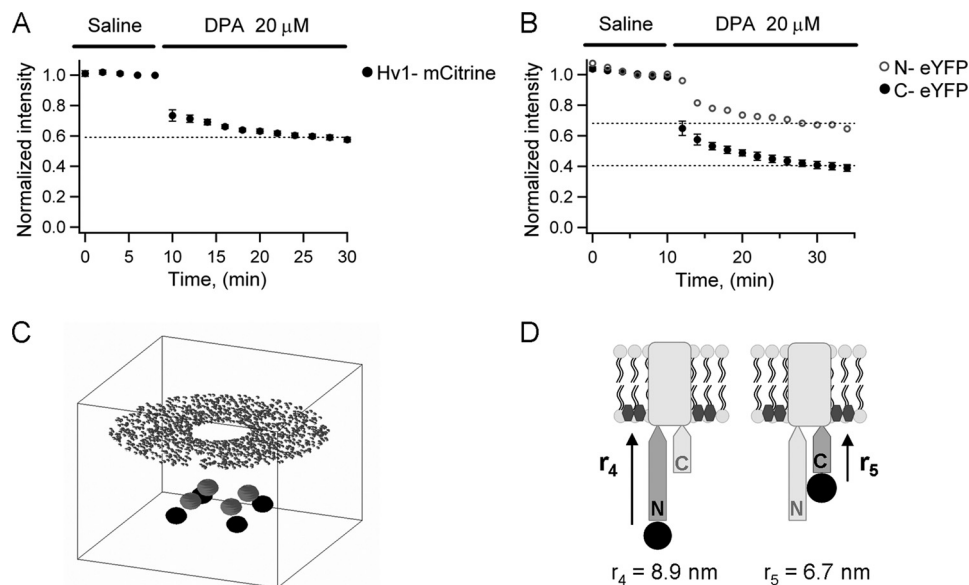 A
Saline
DPA 20 μM
Normalized intensity
1.0
0.8
0.6
0.4
0.2
0.0
0
5
10
15
20
25
30
Time, (min)
Hv1- mCitrine
B
Saline
DPA 20 μM
Normalized intensity
1.0
0.8
0.6
0.4
0.2
0.0
0
10
20
30
Time, (min)
N- eYFP
C- eYFP
C
D
r4
N
C
r4 = 8.9 nm
N
C
r5
r5 = 6.7 nm